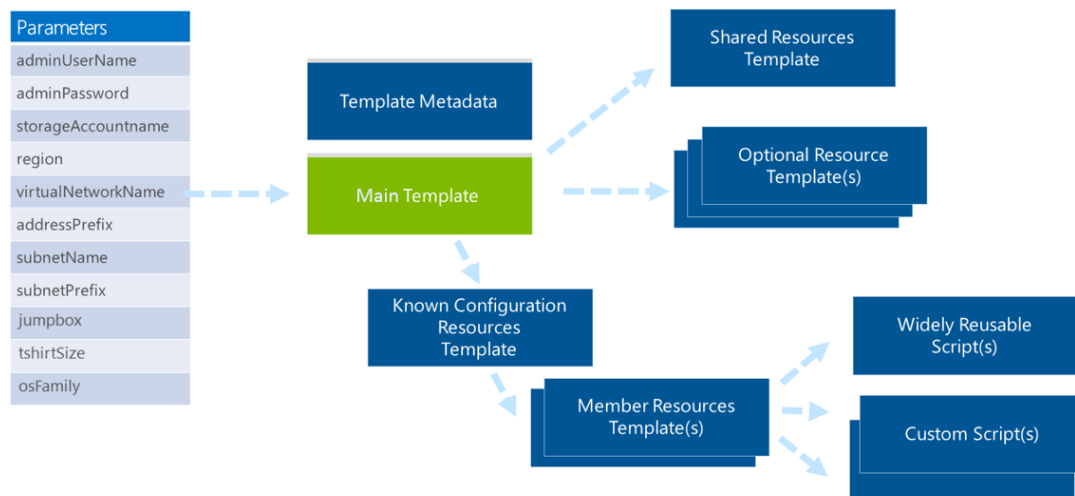 Parameters
adminUserName
adminPassword
storageAccountname
region
virtualNetworkName
addressPrefix
subnetName
subnetPrefix
jumpbox
tshirtSize
osFamily
Template Metadata
Main Template
Shared Resources
Template
Optional Resource
Template(s)
Known Configuration
Resources
Template
Member Resources
Template(s)
Widely Reusable
Script(s)
Custom Script(s)